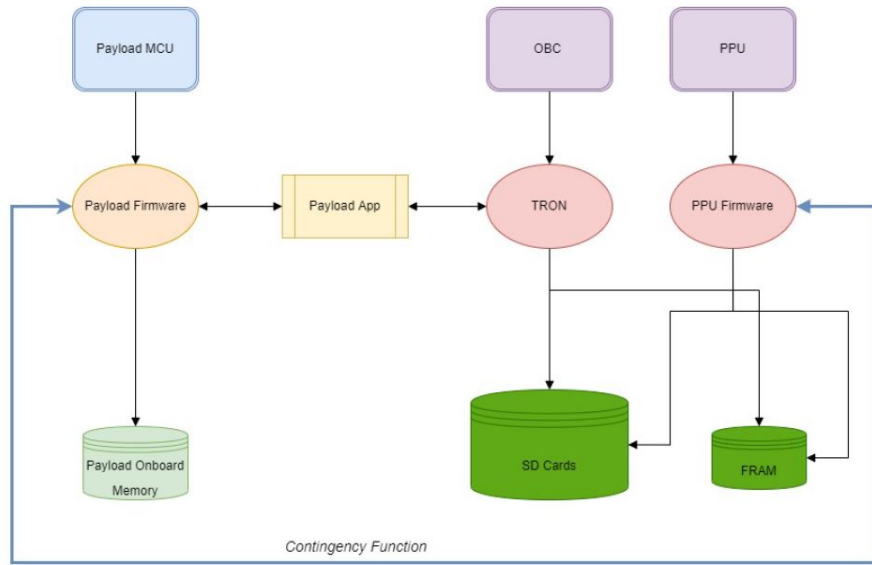 Payload MCU
OBC
PPU
Payload Firmware
Payload App
TRON
PPU Firmware
Payload Onboard
Memory
SD Cards
FRAM
Contingency Function